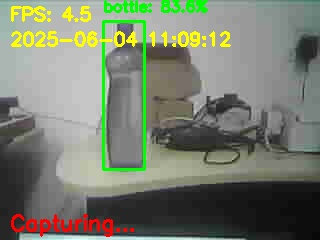 bottle: 83.6%
FPS: 4.5
2025-06-04 11:09:12
Capturing...